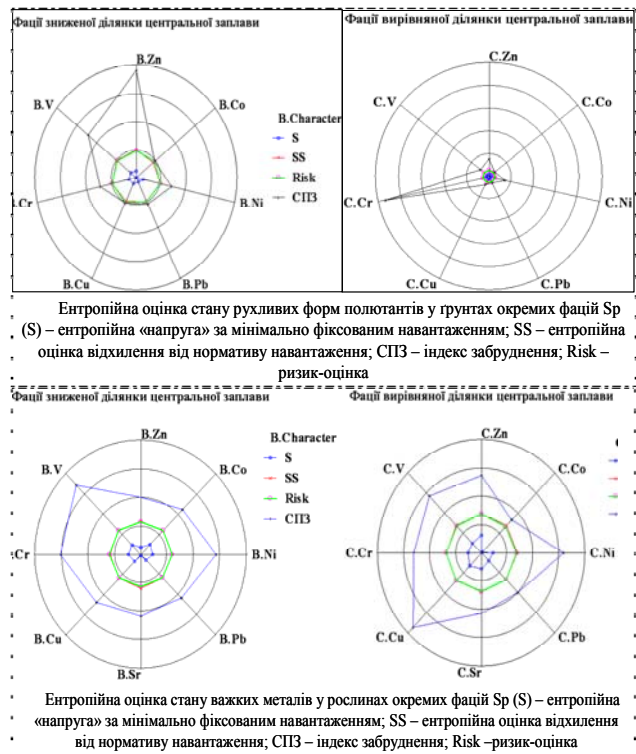 Фації зниженої ділянки центральної заплави
Фації вирівняної ділянки центральної заплави
B.Zn
B.V
B.Co
B.Character
S
SS
Risk
СПЗ
.Cr
B.Ni
B.Cu
B.Pb
C.Zn
C.V
C.Co
C.Cr
C.Ni
C.Cu
C.Pb
Ентропійна оцінка стану рухливих форм полютантів у ґрунтах окремих фацій Sp
(S) – ентропійна «напруга» за мінімально фіксованим навантаженням; SS – ентропійна
оцінка відхилення від нормативу навантаження; СПЗ – індекс забруднення; Risk –
ризик-оцінка
Фації зниженої ділянки центральної заплави
Фації вирівняної ділянки центральної заплави
B.Zn
B.V
B.Co
B.Character
S
SS
Risk
СПЗ
.Cr
B.Ni
B.Cu
B.Pb
B.Sr
C.Zn
C.V
C.Co
C.Cr
C.Ni
C.Cu
C.Pb
C.Sr
Ентропійна оцінка стану важких металів у рослинах окремих фацій Sp (S) – ентропійна
«напруга» за мінімально фіксованим навантаженням; SS – ентропійна оцінка відхилення
від нормативу навантаження; СПЗ – індекс забруднення; Risk –ризик-оцінка